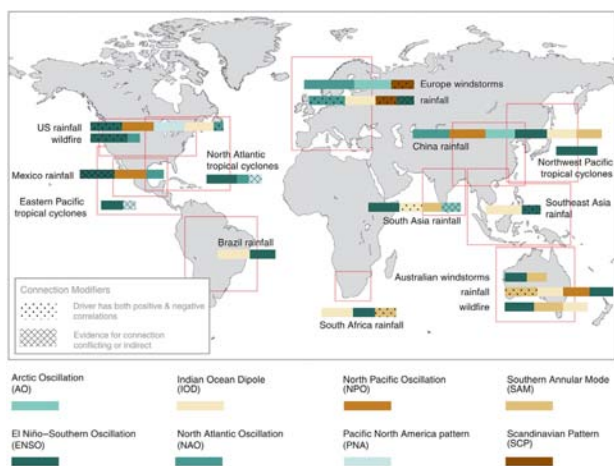 Europe windstorms
rainfall
US rainfall
wildfire
China rainfall
North Atlantic
tropical cyclones
Northwest Pacific
tropical cyclones
Mexico rainfall
Eastern Pacific
tropical cyclones
South Asia rainfall
Southeast Asia
rainfal
Brazil rainfall
Australian windstorms
rainfall
wildfire
South Africa rainfall
Connection Modifiers
Driver has both positive & negative
correlations
Evidence for connection
conflicting or indirect
Arctic Oscillation
(AO)
Indian Ocean Dipole
(IOD)
North Pacific Oscillation
(NPO)
Southern Annular Mode
(SAM)
El Niño–Southern Oscillation
(ENSO)
North Atlantic Oscillation
(NAO)
Pacific North America pattern
(PNA)
Scandinavian Pattern
(SCP)